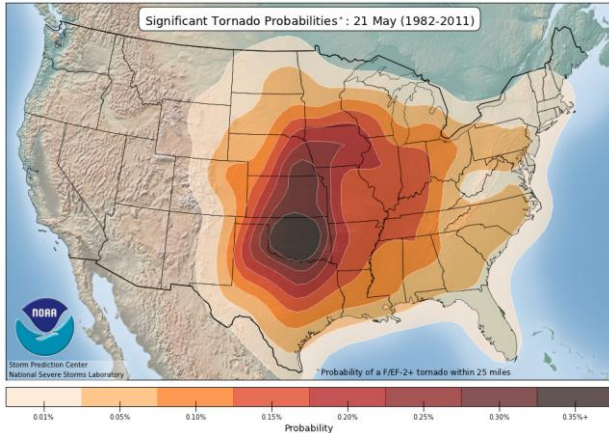 Significant Tornado Probabilities*: 21 May (1982-2011)
NOAA
Storm Prediction Center
National Severe Storms Laboratory
*Probability of a F/EF-2+ tornado within 25 miles
0.01%
0.05%
0.10%
0.15%
0.20%
0.25%
0.30%
0.35%+
Probability